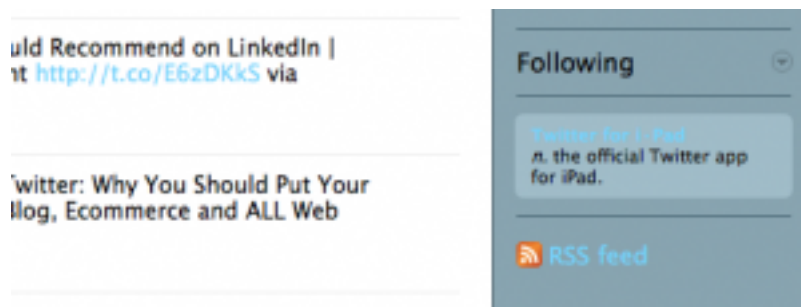 uld Recommend on LinkedIn |
nt http://t.co/E6zDKkS via
Twitter: Why You Should Put Your
Blog, Ecommerce and ALL Web
Following
Twitter for i-Pad
n. the official Twitter app
for iPad.
RSS feed